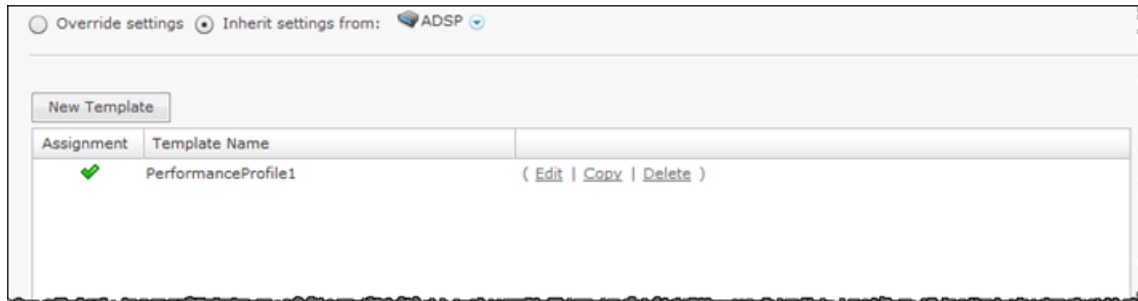 Override settings Inherit settings from: ADSP
New Template
Assignment Template Name
PerformanceProfile1 ( Edit | Copy | Delete )